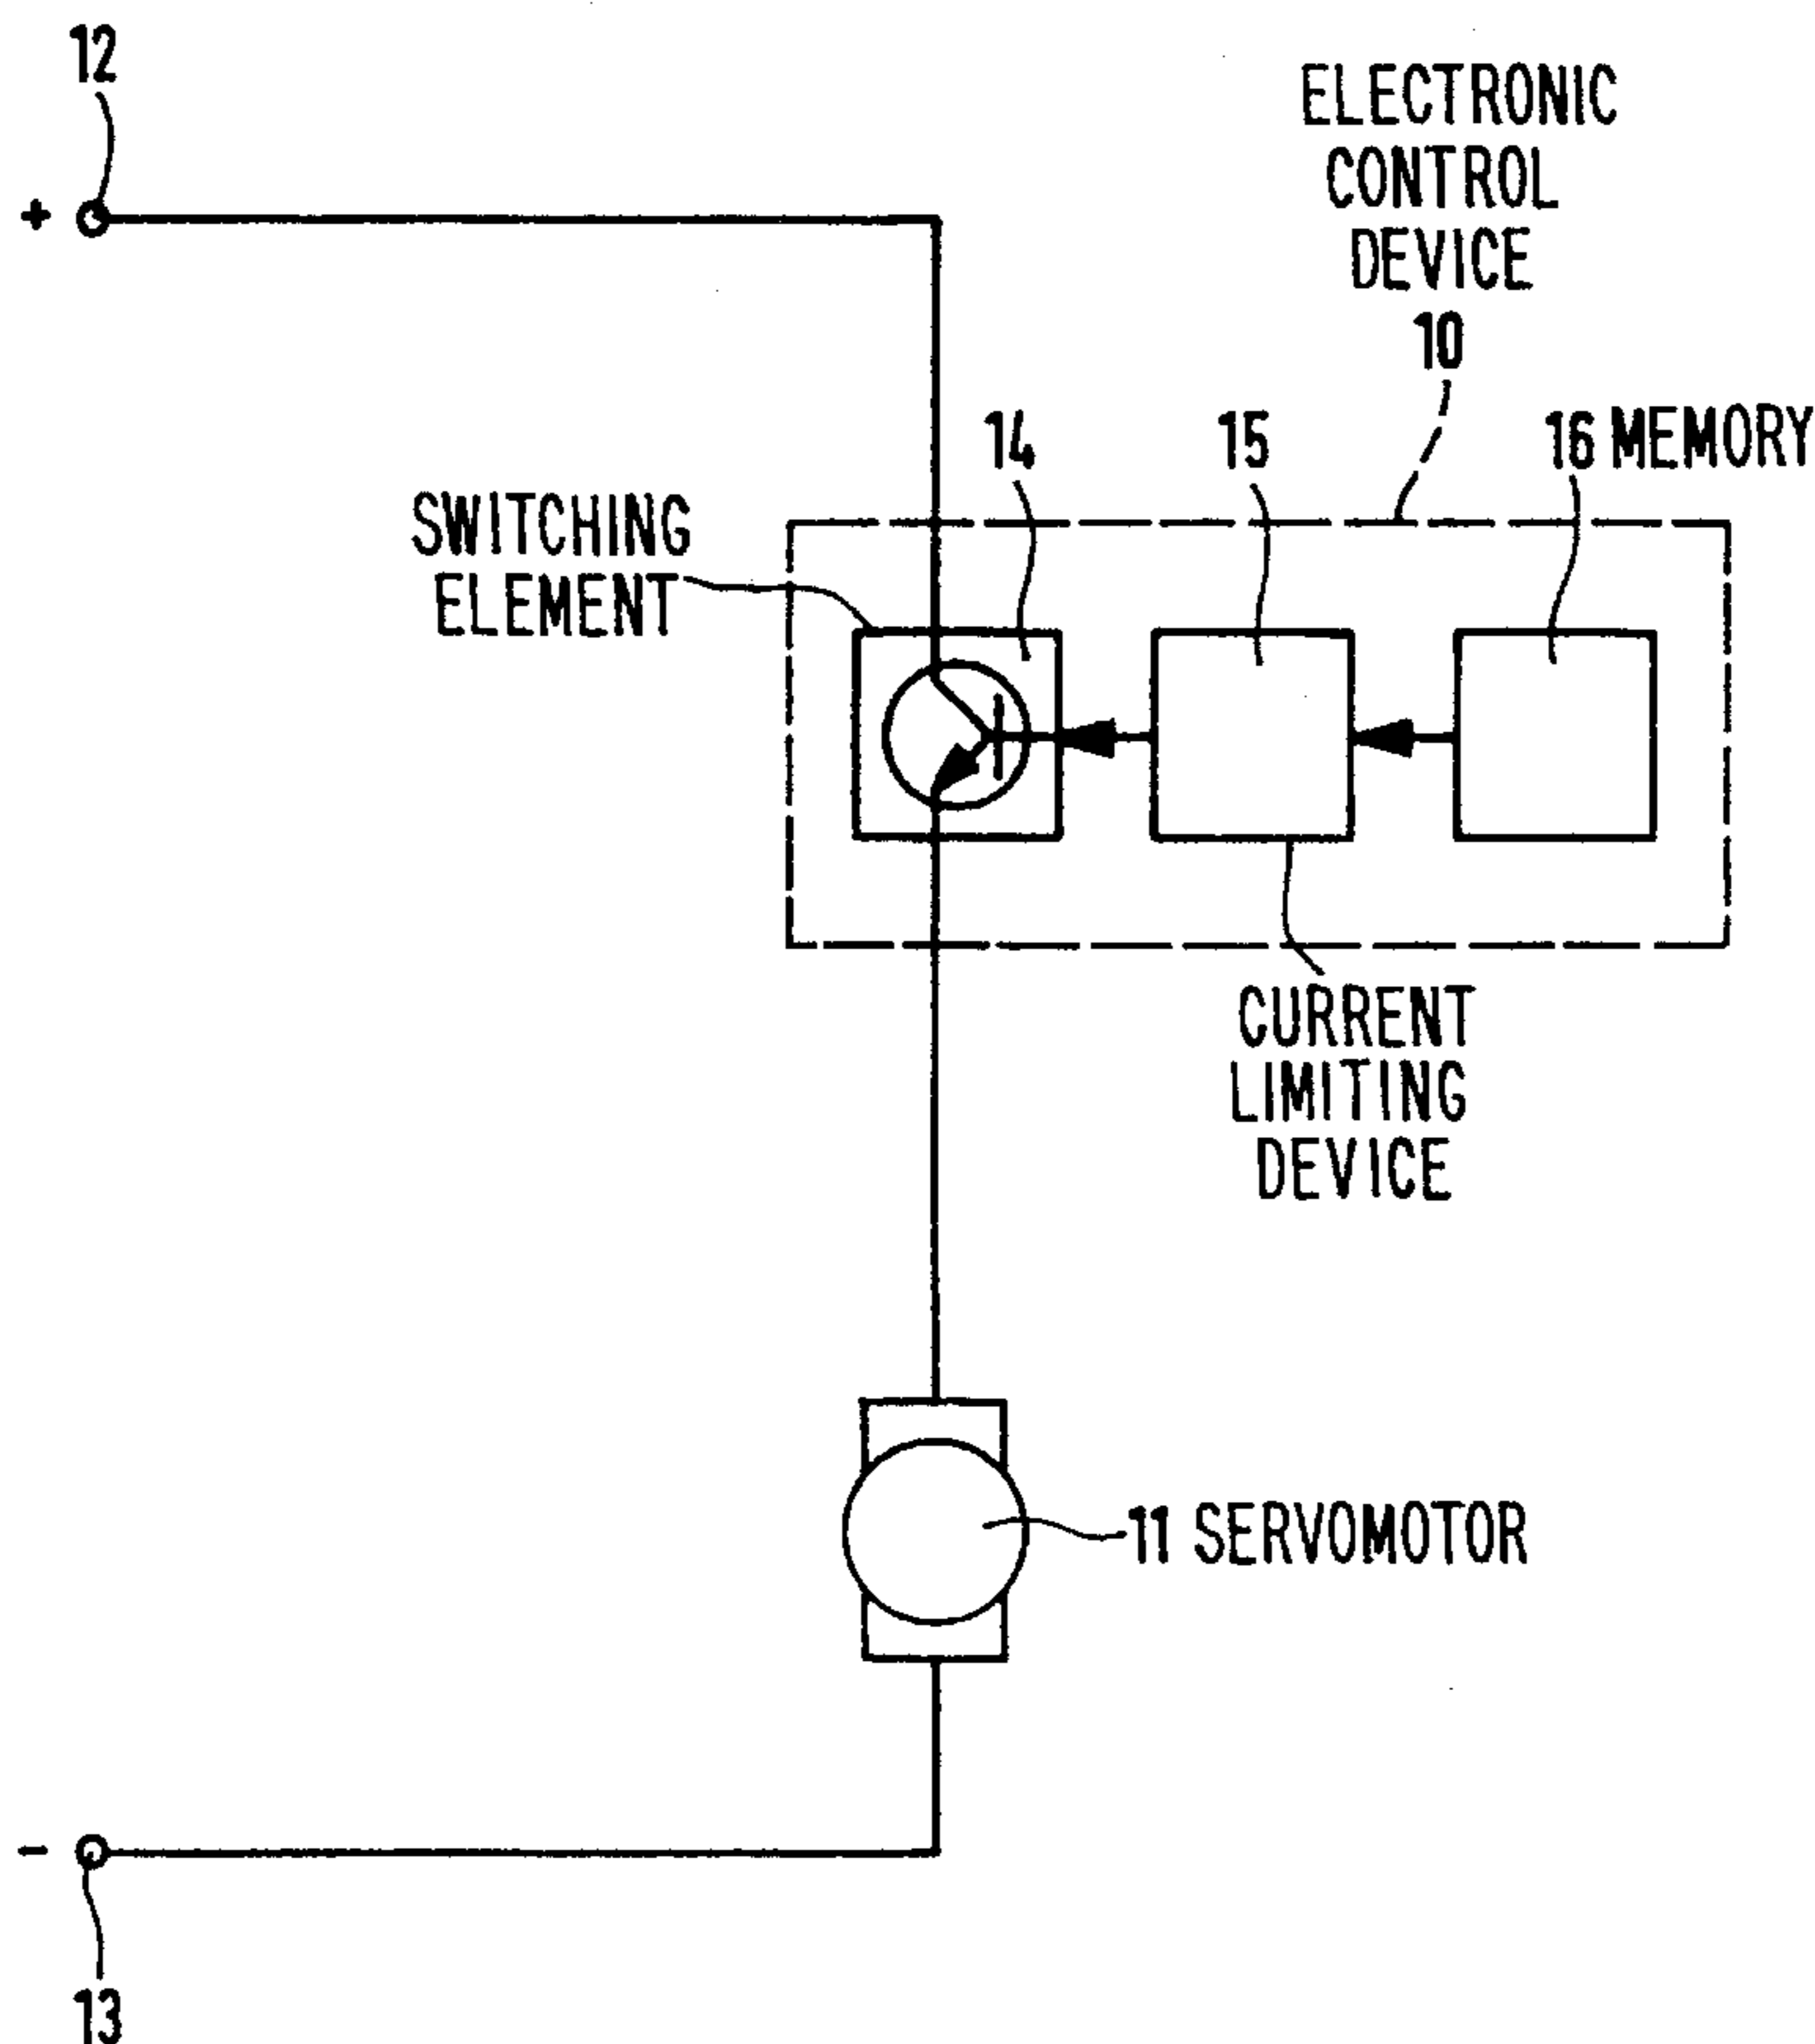 12
ELECTRONIC
CONTROL
DEVICE
10
+
14
15
16 MEMORY
SWITCHING
ELEMENT
CURRENT
LIMITING
DEVICE
11 SERVOMOTOR
-
13